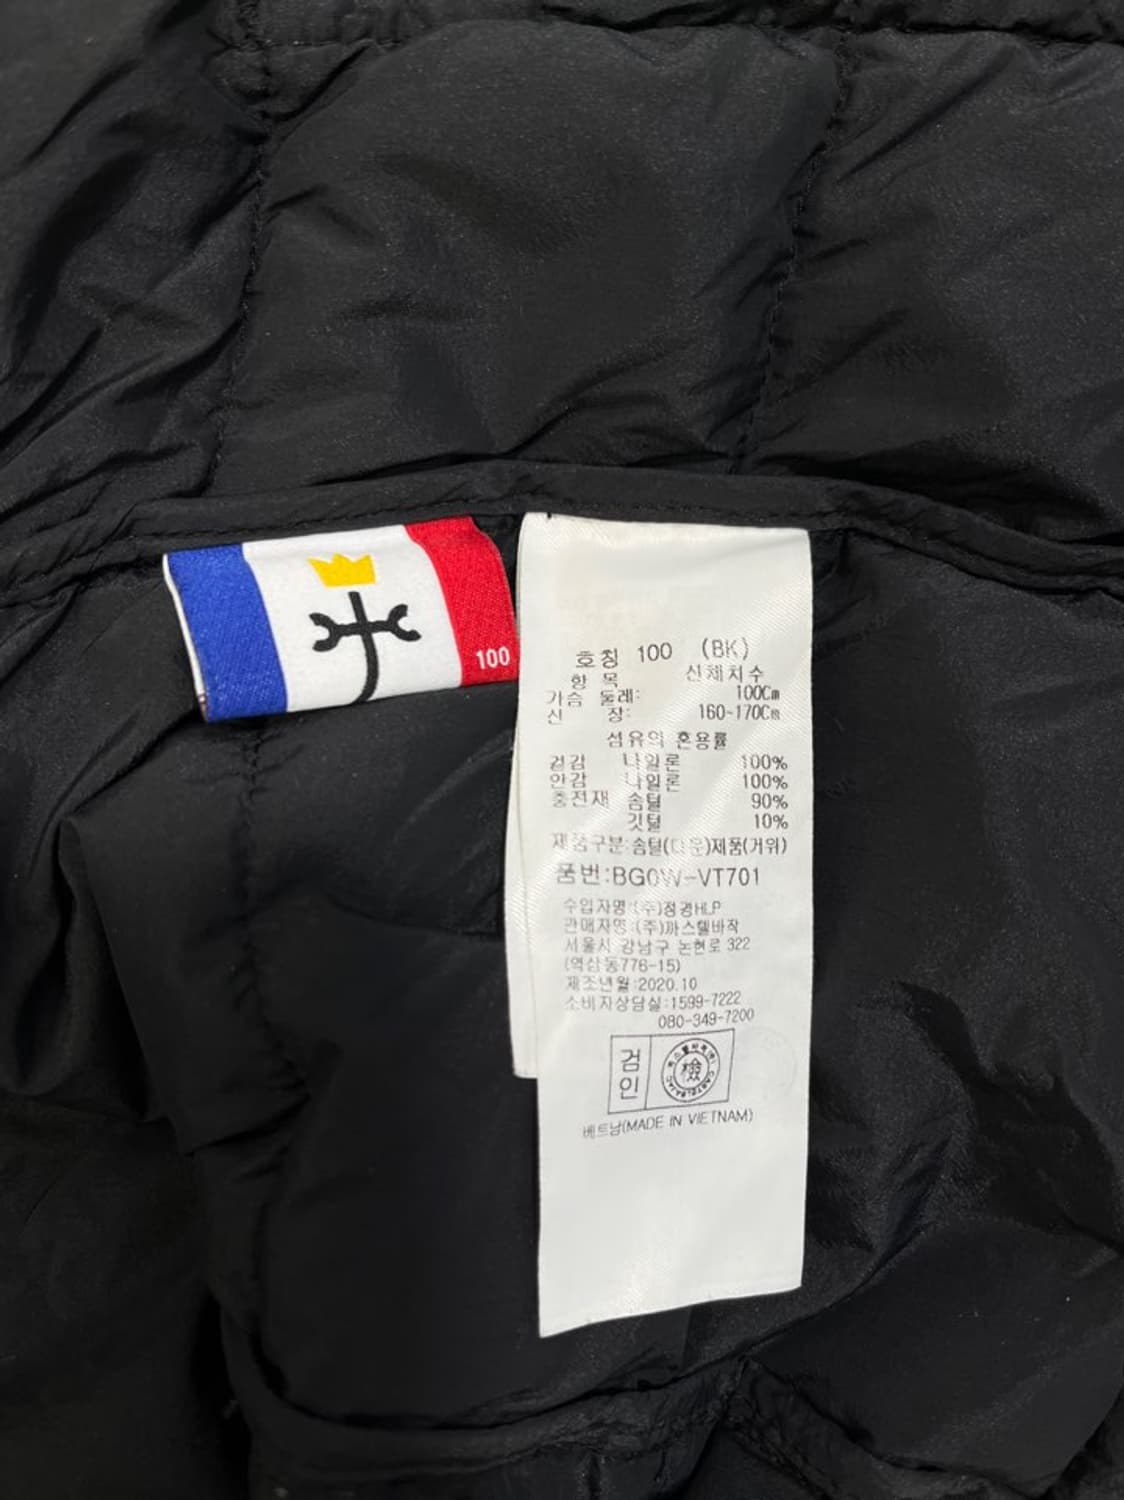 100
호칭 100 (BK)
항 목 신체치수
가슴 둘레: 100Cm
신 장: 160~170Cm
섬유의 혼용률
겉감 나일론 100%
안감 나일론 100%
충전재 솜털 90%
깃털 10%
제품구분:솜털(다운)제품(거위)
품번:BG0W-VT701
수입자명:(주)정경HLP
판매자명:(주)까스텔바작
서울시 강남구 논현로 322
(역삼동776-15)
제조년월:2020.10
소비자상담실:1599-7222
080-349-7200
검인
檢
CASTELBAJAC
베트남(MADE IN VIETNAM)